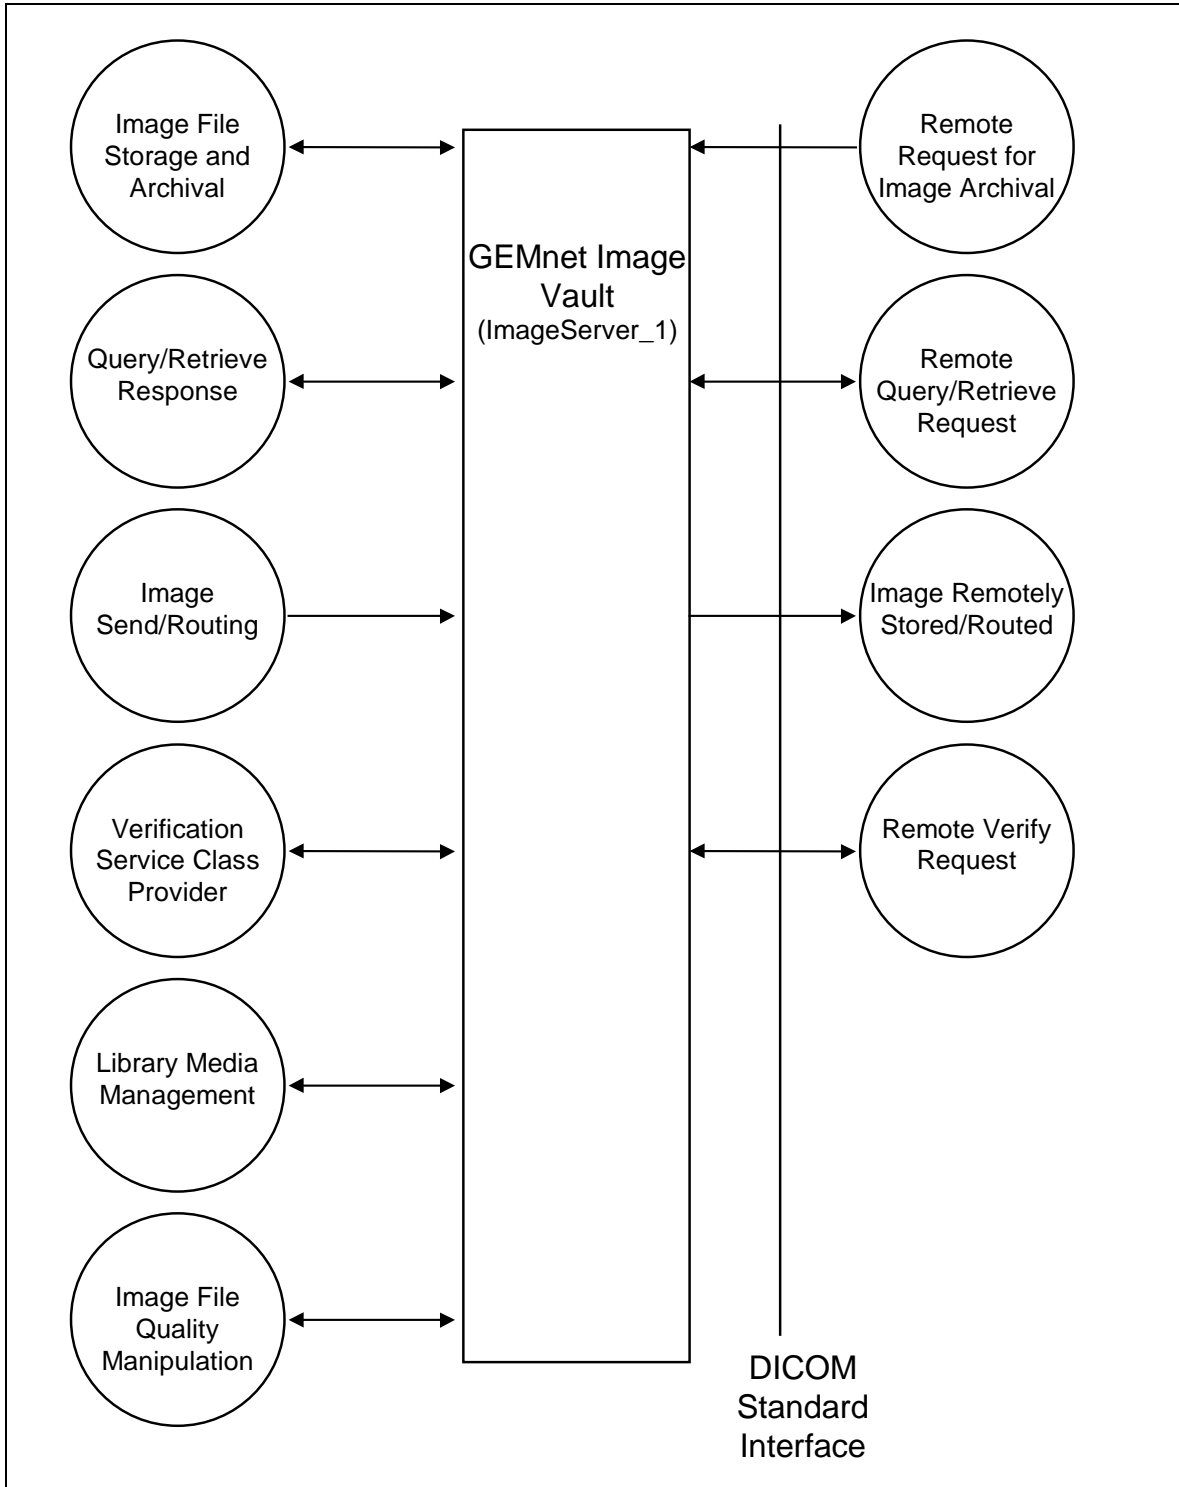 Image File
Storage and
Archival
Remote
Request for
Image Archival
GEMnet Image
Vault
(ImageServer_1)
Query/Retrieve
Response
Remote
Query/Retrieve
Request
Image
Send/Routing
Image Remotely
Stored/Routed
Verification
Service Class
Provider
Remote Verify
Request
Library Media
Management
Image File
Quality
Manipulation
DICOM
Standard
Interface